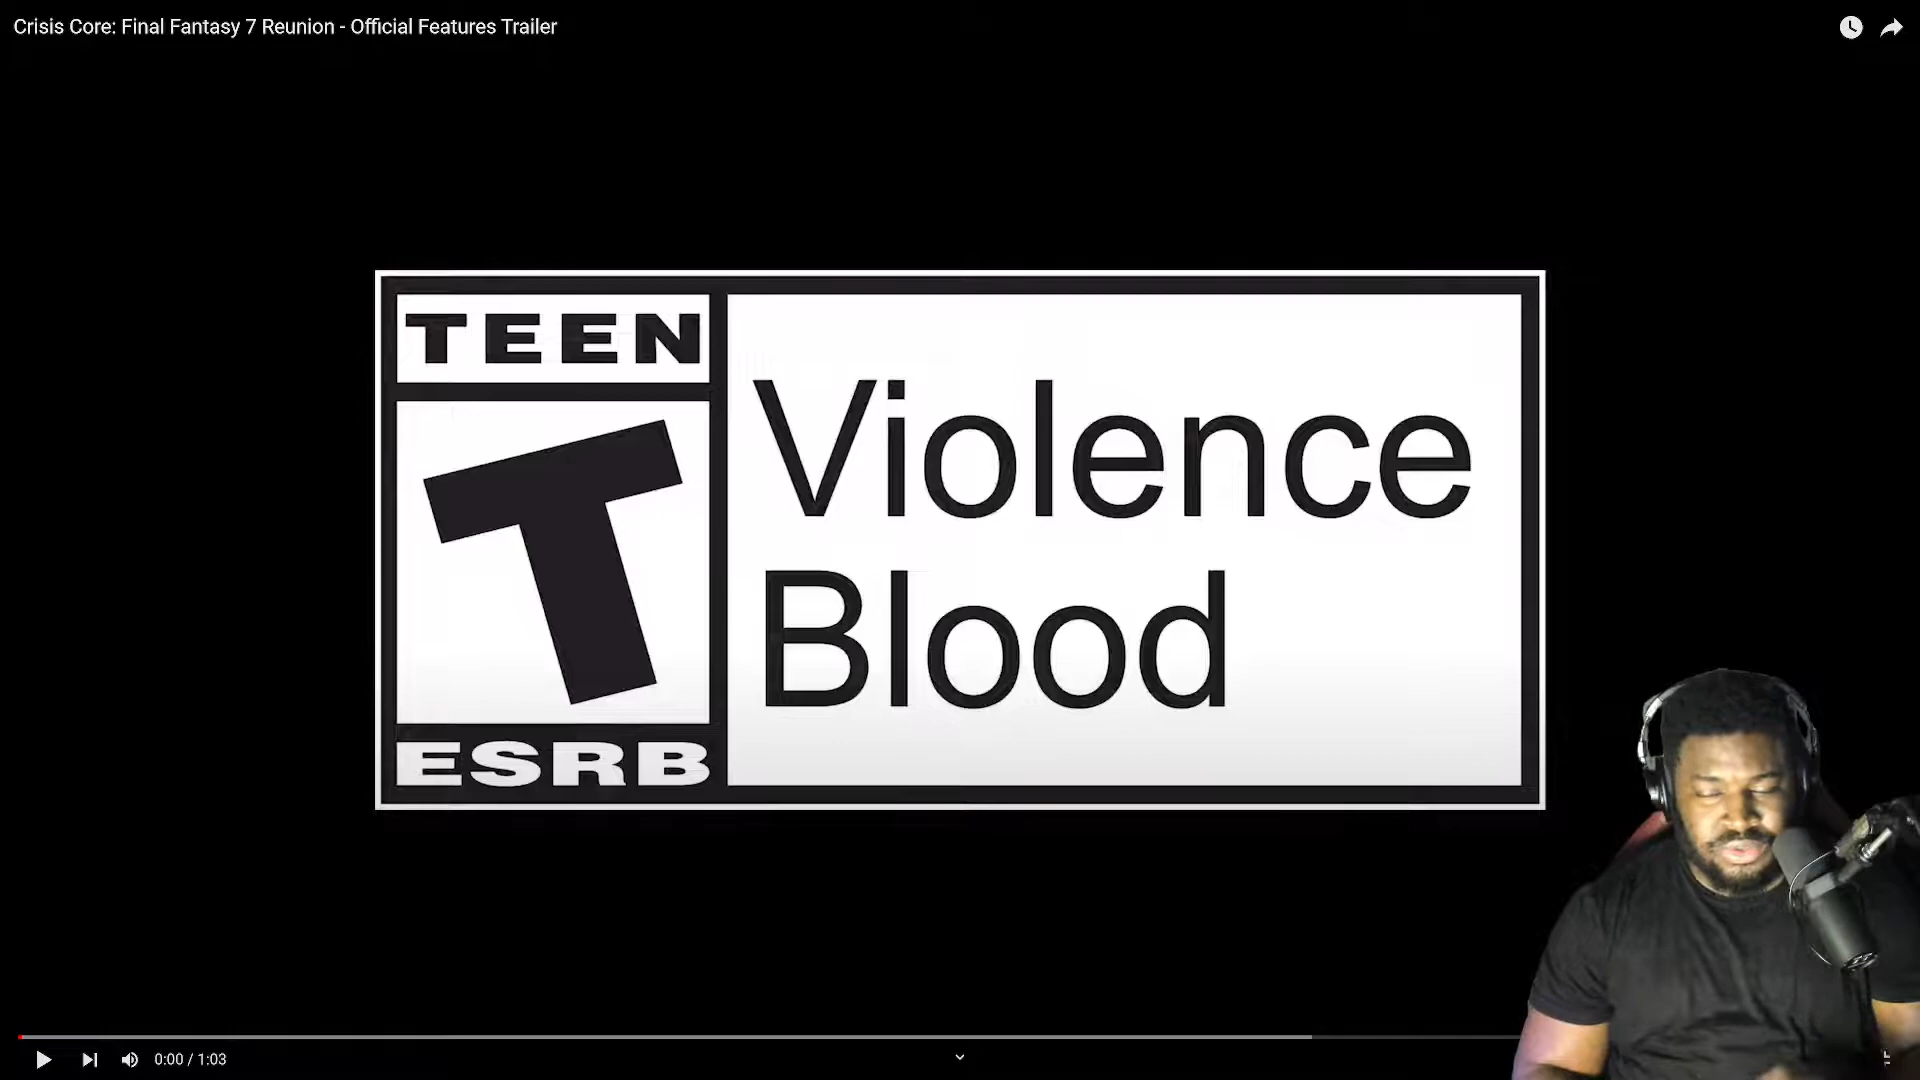 Crisis Core: Final Fantasy 7 Reunion - Official Features Trailer
TEEN
T
ESRB
Violence
Blood
0:00 / 1:03